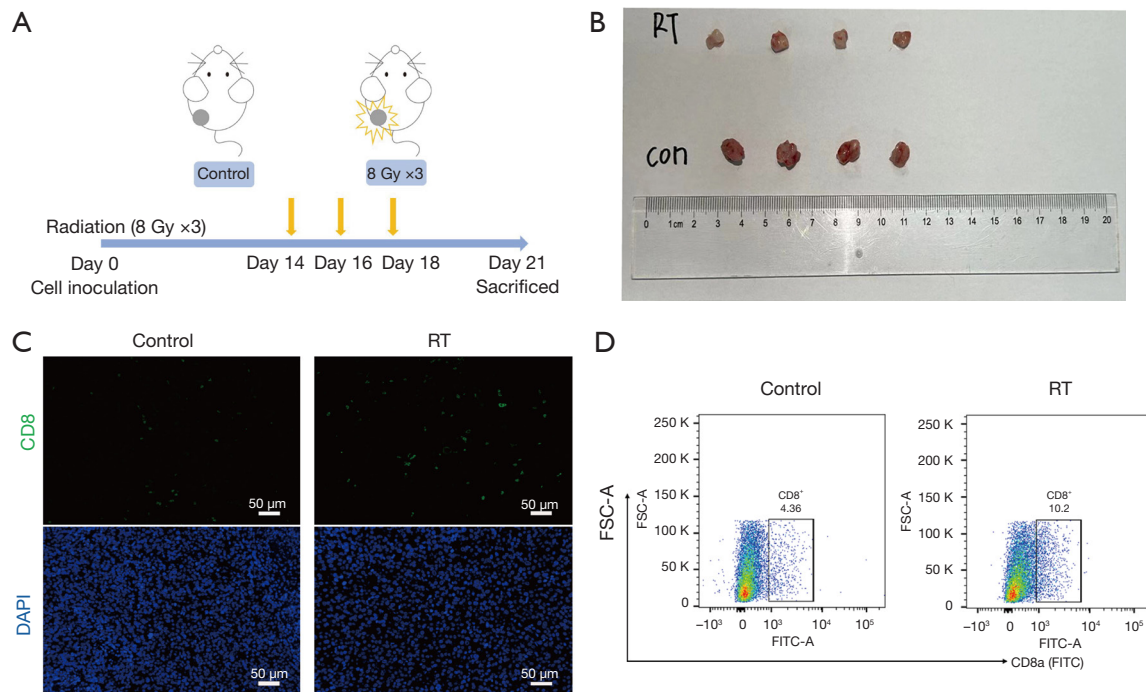 A
Control
8 Gy ×3
Radiation (8 Gy ×3)
Day 0
Cell inoculation
Day 14
Day 16
Day 18
Day 21
Sacrificed
B
RT
con
0 1cm 2 3 4 5 6 7 8 9 10 11 12 13 14 15 16 17 18 19 20
C
Control
RT
CD8
50 µm
50 µm
DAPI
50 µm
50 µm
D
Control
RT
FSC-A
FSC-A
250 K
200 K
150 K
100 K
50 K
0
CD8⁺
4.36
−10³ 0 10³ 10⁴ 10⁵
FITC-A
FSC-A
250 K
200 K
150 K
100 K
50 K
0
CD8⁺
10.2
−10³ 0 10³ 10⁴ 10⁵
FITC-A
CD8a (FITC)